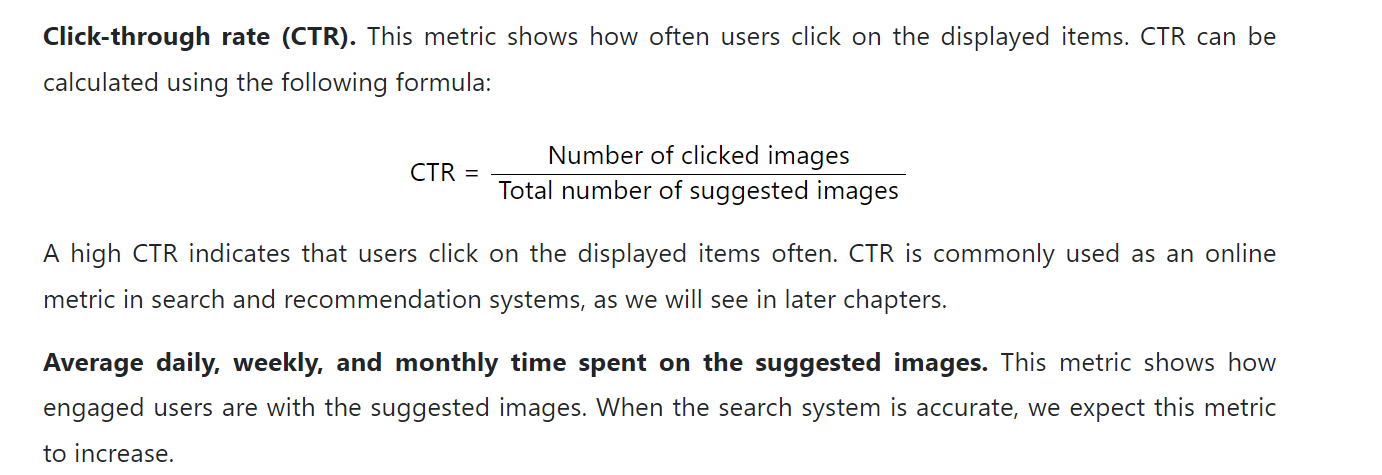 Click-through rate (CTR). This metric shows how often users click on the displayed items. CTR can be
calculated using the following formula:
CTR = Number of clicked images
Total number of suggested images
A high CTR indicates that users click on the displayed items often. CTR is commonly used as an online
metric in search and recommendation systems, as we will see in later chapters.
Average daily, weekly, and monthly time spent on the suggested images. This metric shows how
engaged users are with the suggested images. When the search system is accurate, we expect this metric
to increase.